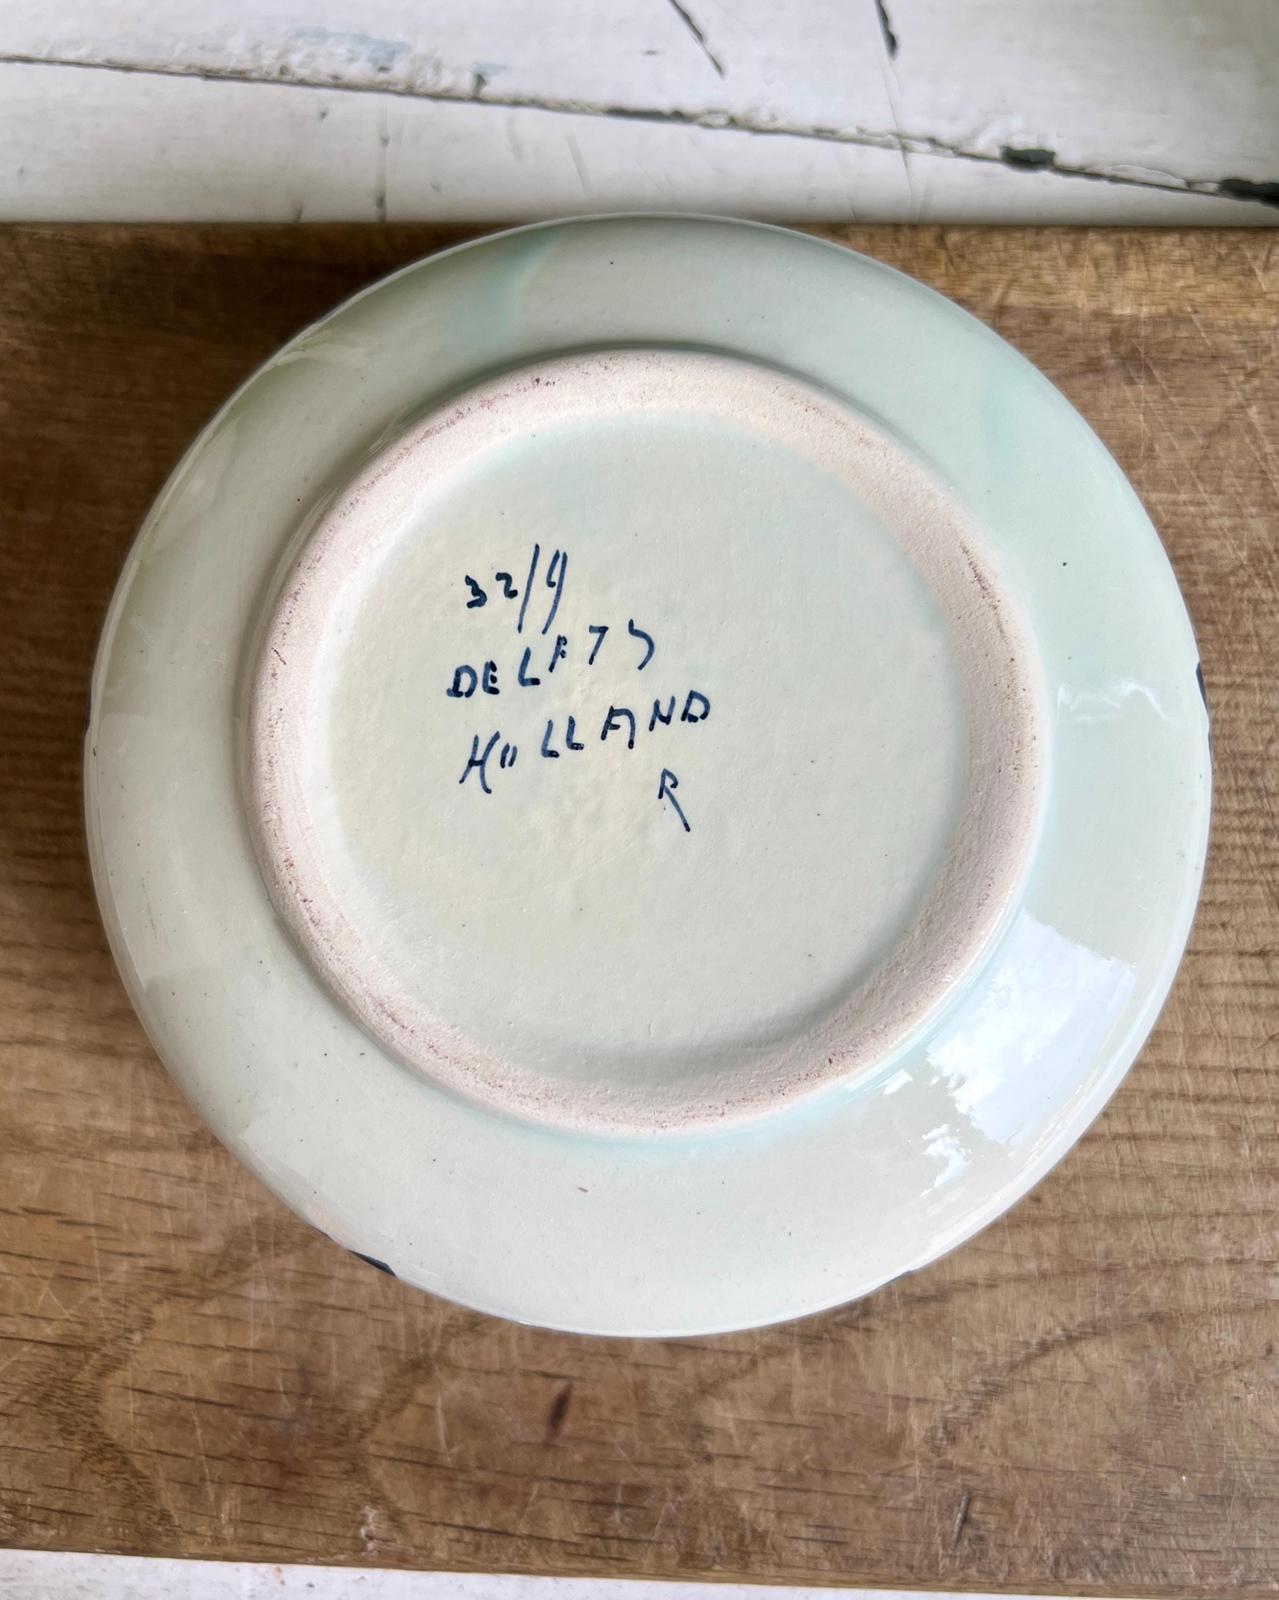 32/9
DELFTS
HOLLAND
R